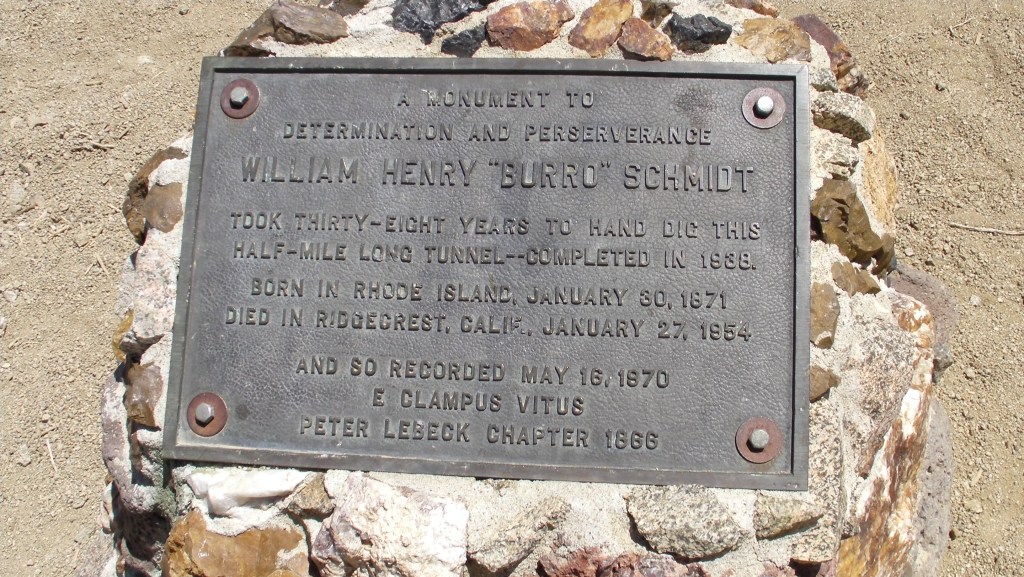 A MONUMENT TO
DETERMINATION AND PERSERVERANCE
WILLIAM HENRY "BURRO" SCHMIDT
TOOK THIRTY-EIGHT YEARS TO HAND DIG THIS
HALF-MILE LONG TUNNEL--COMPLETED IN 1938.
BORN IN RHODE ISLAND, JANUARY 30, 1871
DIED IN RIDGECREST, CALIF., JANUARY 27, 1954
AND SO RECORDED MAY 16, 1970
E CLAMPUS VITUS
PETER LEBECK CHAPTER 1866